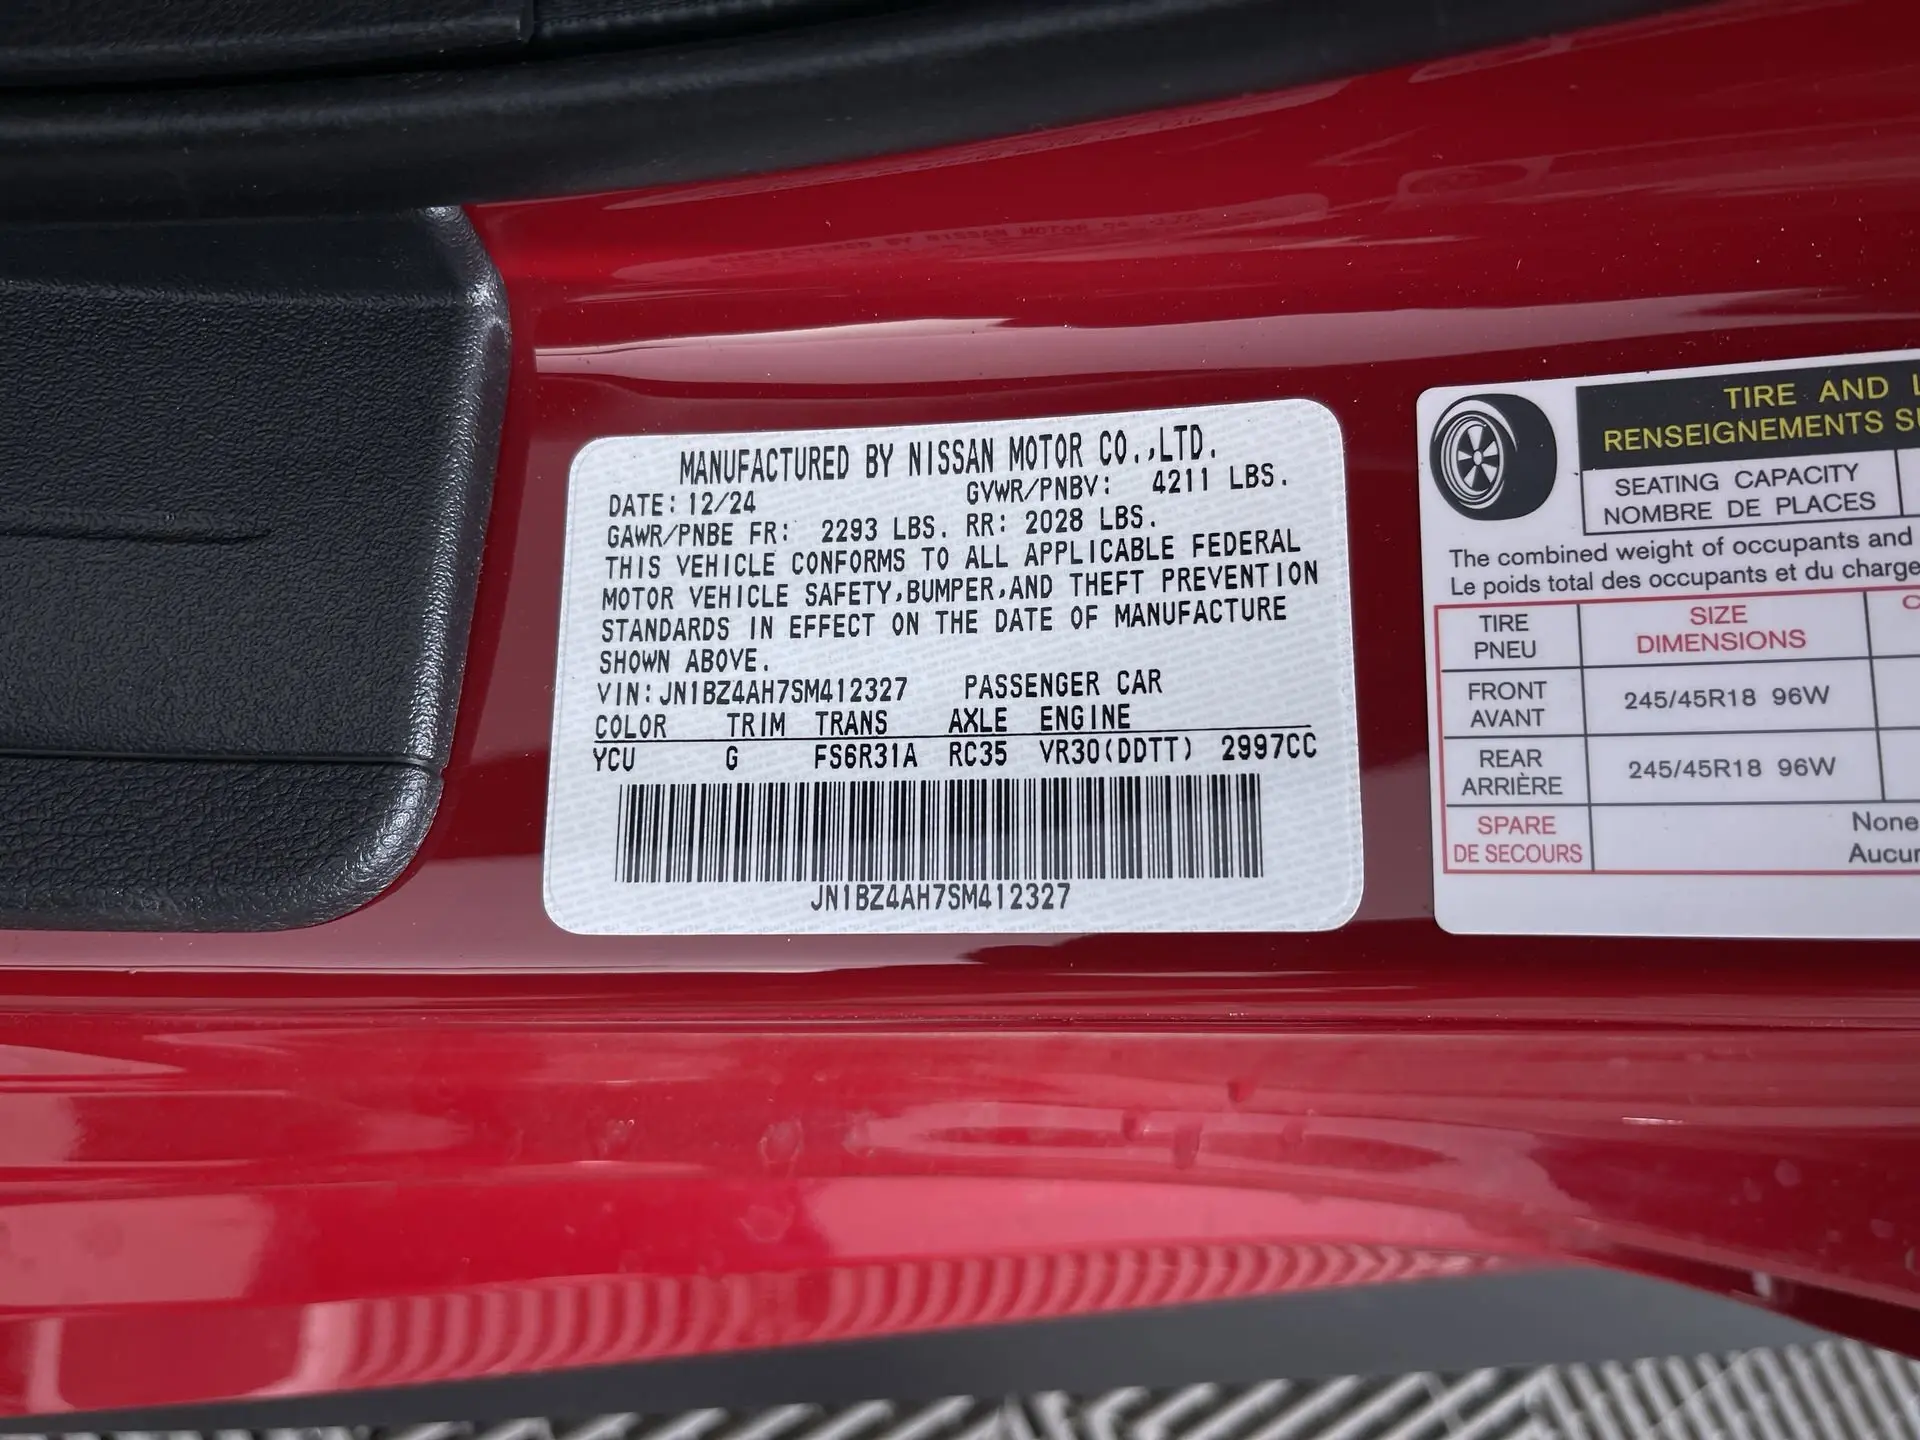 MANUFACTURED BY NISSAN MOTOR CO.,LTD.
DATE: 12/24 GVWR/PNBV: 4211 LBS.
GAWR/PNBE FR: 2293 LBS. RR: 2028 LBS.
THIS VEHICLE CONFORMS TO ALL APPLICABLE FEDERAL
MOTOR VEHICLE SAFETY,BUMPER,AND THEFT PREVENTION
STANDARDS IN EFFECT ON THE DATE OF MANUFACTURE
SHOWN ABOVE.
VIN: JN1BZ4AH7SM412327 PASSENGER CAR
COLOR TRIM TRANS AXLE ENGINE
YCU G FS6R31A RC35 VR30(DDTT) 2997CC
JN1BZ4AH7SM412327
TIRE AND L
RENSEIGNEMENTS SU
SEATING CAPACITY
NOMBRE DE PLACES
The combined weight of occupants and
Le poids total des occupants et du charge
TIRE SIZE
PNEU DIMENSIONS
FRONT
AVANT 245/45R18 96W
REAR
ARRIÈRE 245/45R18 96W
SPARE None
DE SECOURS Aucun